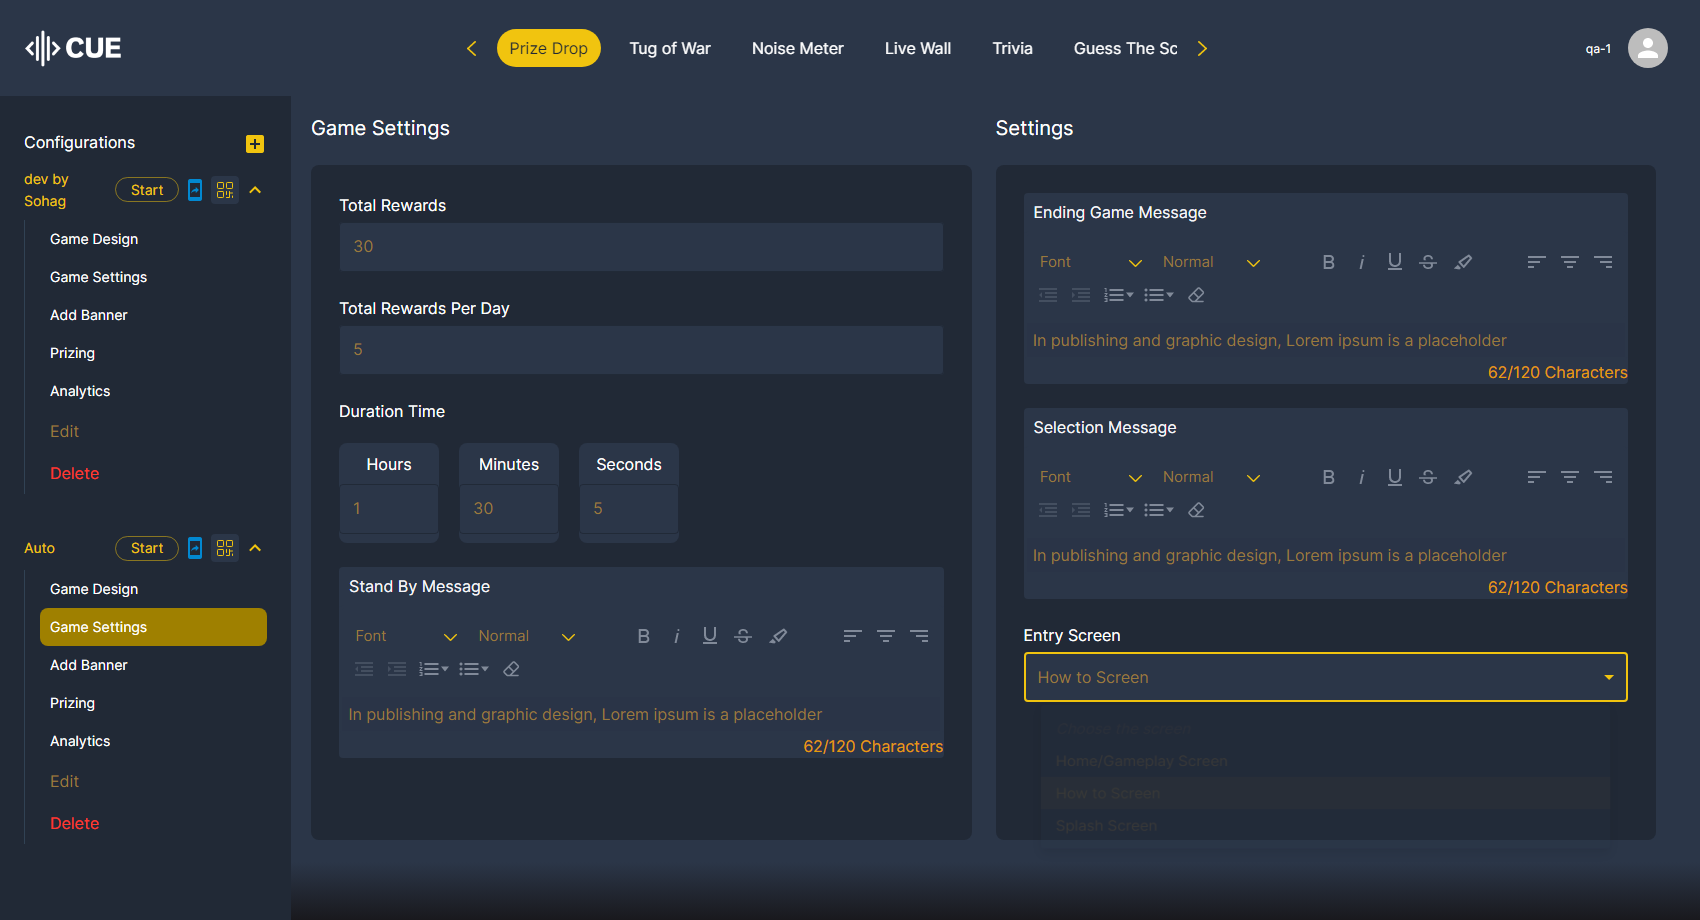 CUE
Prize Drop
Tug of War
Noise Meter
Live Wall
Trivia
Guess The Sc
qa-1
Configurations
dev by
Sohag
Start
Game Design
Game Settings
Add Banner
Prizing
Analytics
Edit
Delete
Auto
Start
Game Design
Game Settings
Add Banner
Prizing
Analytics
Edit
Delete
Game Settings
Total Rewards
30
Total Rewards Per Day
5
Duration Time
Hours
Minutes
Seconds
1
30
5
Stand By Message
Font
Normal
B
i
U
S
In publishing and graphic design, Lorem ipsum is a placeholder
62/120 Characters
Settings
Ending Game Message
Font
Normal
B
i
U
S
In publishing and graphic design, Lorem ipsum is a placeholder
62/120 Characters
Selection Message
Font
Normal
B
i
U
S
In publishing and graphic design, Lorem ipsum is a placeholder
62/120 Characters
Entry Screen
How to Screen
Home/Gameplay Screen
How to Screen
Splash Screen